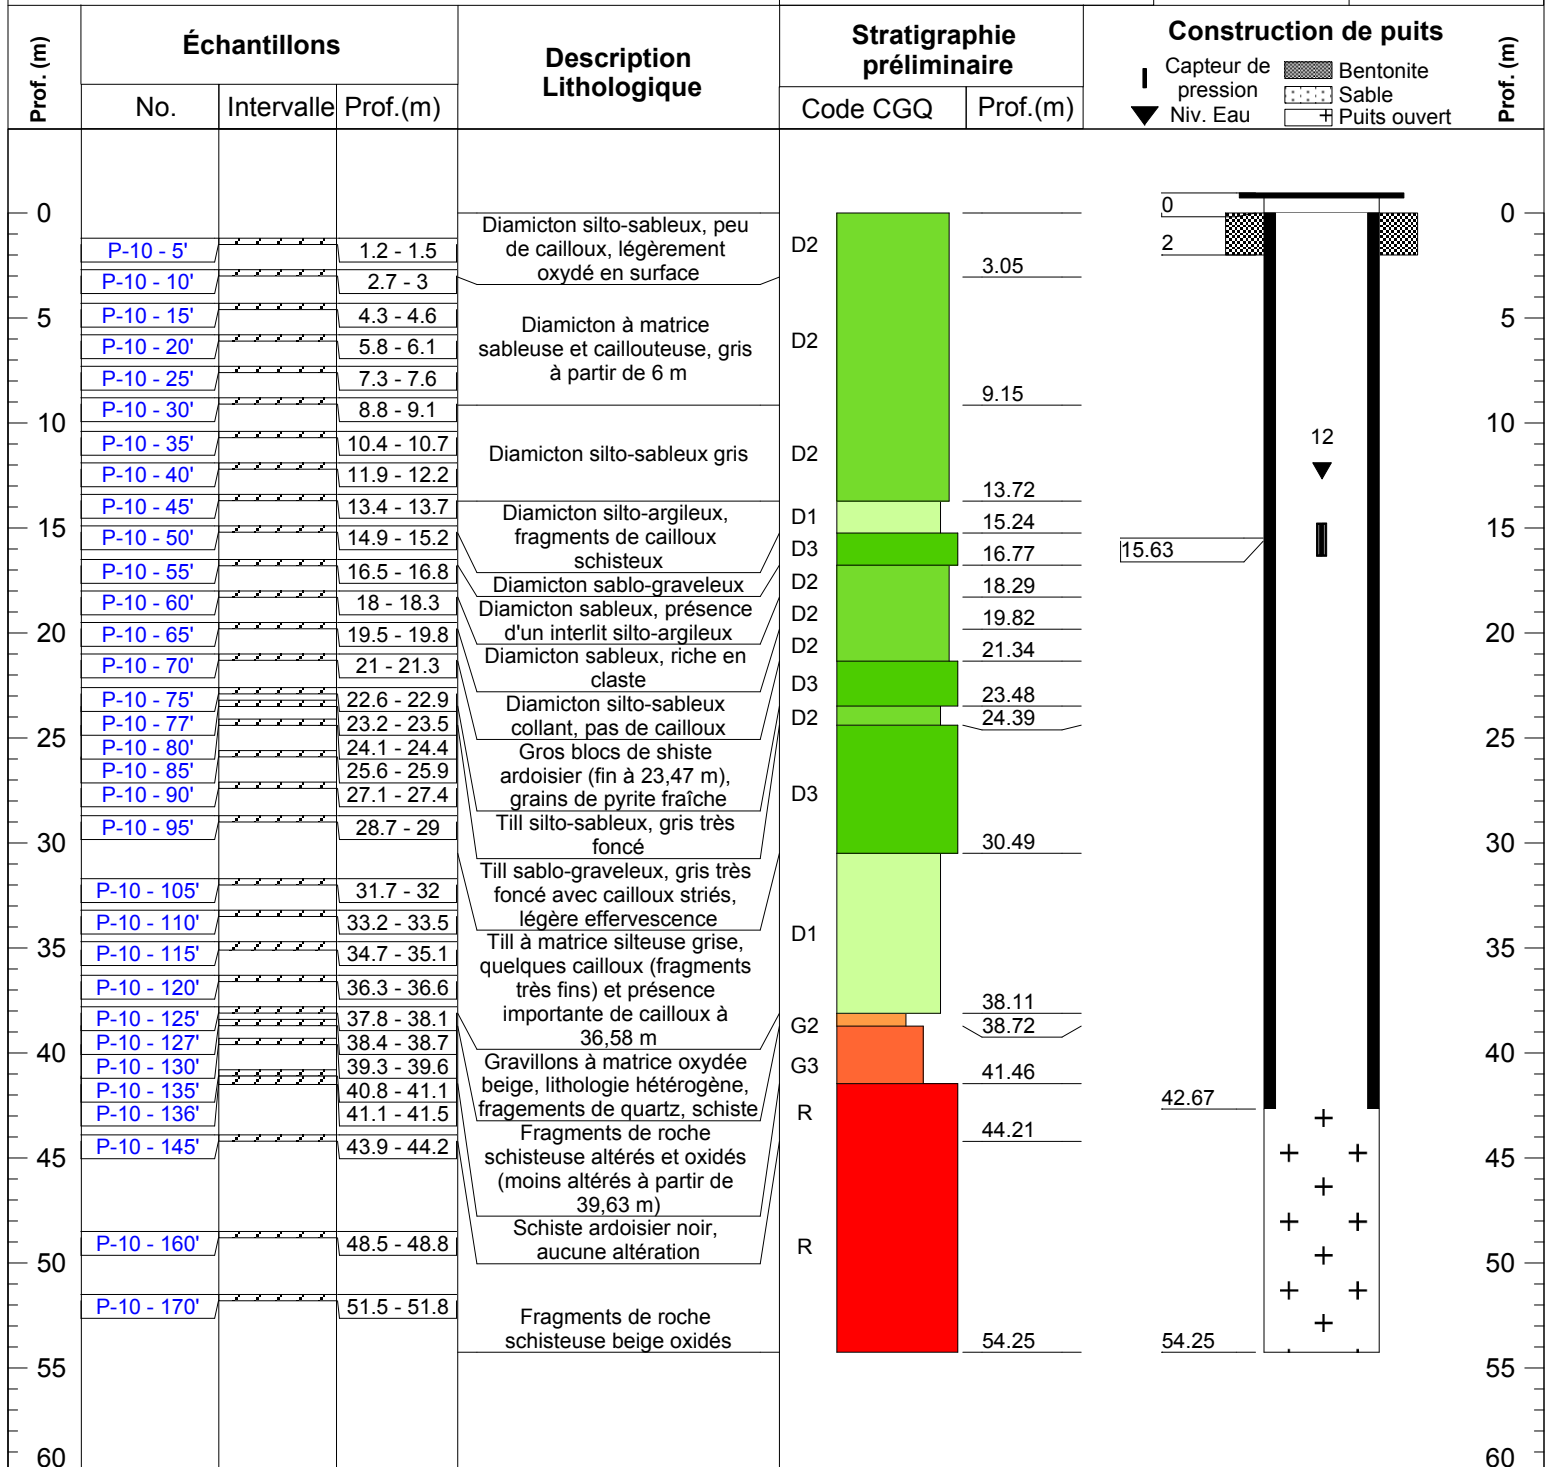 Prof. (m)
Échantillons
No.
Intervalle
Prof.(m)
Description
Lithologique
Stratigraphie
préliminaire
Code CGQ
Prof.(m)
Construction de puits
Capteur de
pression
Niv. Eau
Bentonite
Sable
Puits ouvert
Prof. (m)
0
5
10
15
20
25
30
35
40
45
50
55
60
P-10 - 5' 1.2 - 1.5
P-10 - 10' 2.7 - 3
P-10 - 15' 4.3 - 4.6
P-10 - 20' 5.8 - 6.1
P-10 - 25' 7.3 - 7.6
P-10 - 30' 8.8 - 9.1
P-10 - 35' 10.4 - 10.7
P-10 - 40' 11.9 - 12.2
P-10 - 45' 13.4 - 13.7
P-10 - 50' 14.9 - 15.2
P-10 - 55' 16.5 - 16.8
P-10 - 60' 18 - 18.3
P-10 - 65' 19.5 - 19.8
P-10 - 70' 21 - 21.3
P-10 - 75' 22.6 - 22.9
P-10 - 77' 23.2 - 23.5
P-10 - 80' 24.1 - 24.4
P-10 - 85' 25.6 - 25.9
P-10 - 90' 27.1 - 27.4
P-10 - 95' 28.7 - 29
P-10 - 105' 31.7 - 32
P-10 - 110' 33.2 - 33.5
P-10 - 115' 34.7 - 35.1
P-10 - 120' 36.3 - 36.6
P-10 - 125' 37.8 - 38.1
P-10 - 127' 38.4 - 38.7
P-10 - 130' 39.3 - 39.6
P-10 - 135' 40.8 - 41.1
P-10 - 136' 41.1 - 41.5
P-10 - 145' 43.9 - 44.2
P-10 - 160' 48.5 - 48.8
P-10 - 170' 51.5 - 51.8
Diamicton silto-sableux, peu
de cailloux, légèrement
oxydé en surface
Diamicton à matrice
sableuse et caillouteuse, gris
à partir de 6 m
Diamicton silto-sableux gris
Diamicton silto-argileux,
fragments de cailloux
schisteux
Diamicton sablo-graveleux
Diamicton sableux, présence
d'un interlit silto-argileux
Diamicton sableux, riche en
claste
Diamicton silto-sableux
collant, pas de cailloux
Gros blocs de shiste
ardoisier (fin à 23,47 m),
grains de pyrite fraîche
Till silto-sableux, gris très
foncé
Till sablo-graveleux, gris très
foncé avec cailloux striés,
légère effervescence
Till à matrice silteuse grise,
quelques cailloux (fragments
très fins) et présence
importante de cailloux à
36,58 m
Gravillons à matrice oxydée
beige, lithologie hétérogène,
fragements de quartz, schiste
Fragments de roche
schisteuse altérés et oxidés
(moins altérés à partir de
39,63 m)
Schiste ardoisier noir,
aucune altération
Fragments de roche
schisteuse beige oxidés
D2
3.05
D2
9.15
D2
13.72
D1
15.24
D3
16.77
D2
18.29
D2
19.82
D2
21.34
D3
23.48
D2
24.39
D3
30.49
D1
38.11
G2
38.72
G3
41.46
R
44.21
R
54.25
0
2
12
15.63
42.67
54.25
0
5
10
15
20
25
30
35
40
45
50
55
60